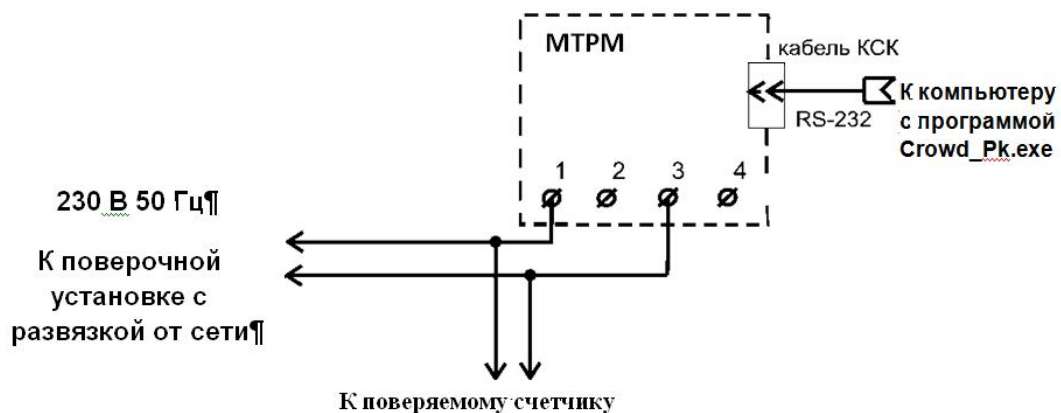 МТРМ
кабель КСК
К компьютеру
с программой
Crowd_Pk.exe
RS-232
1 2 3 4
230 В 50 Гц¶
К поверочной
установке с
развязкой от сети¶
К поверяемому счетчику